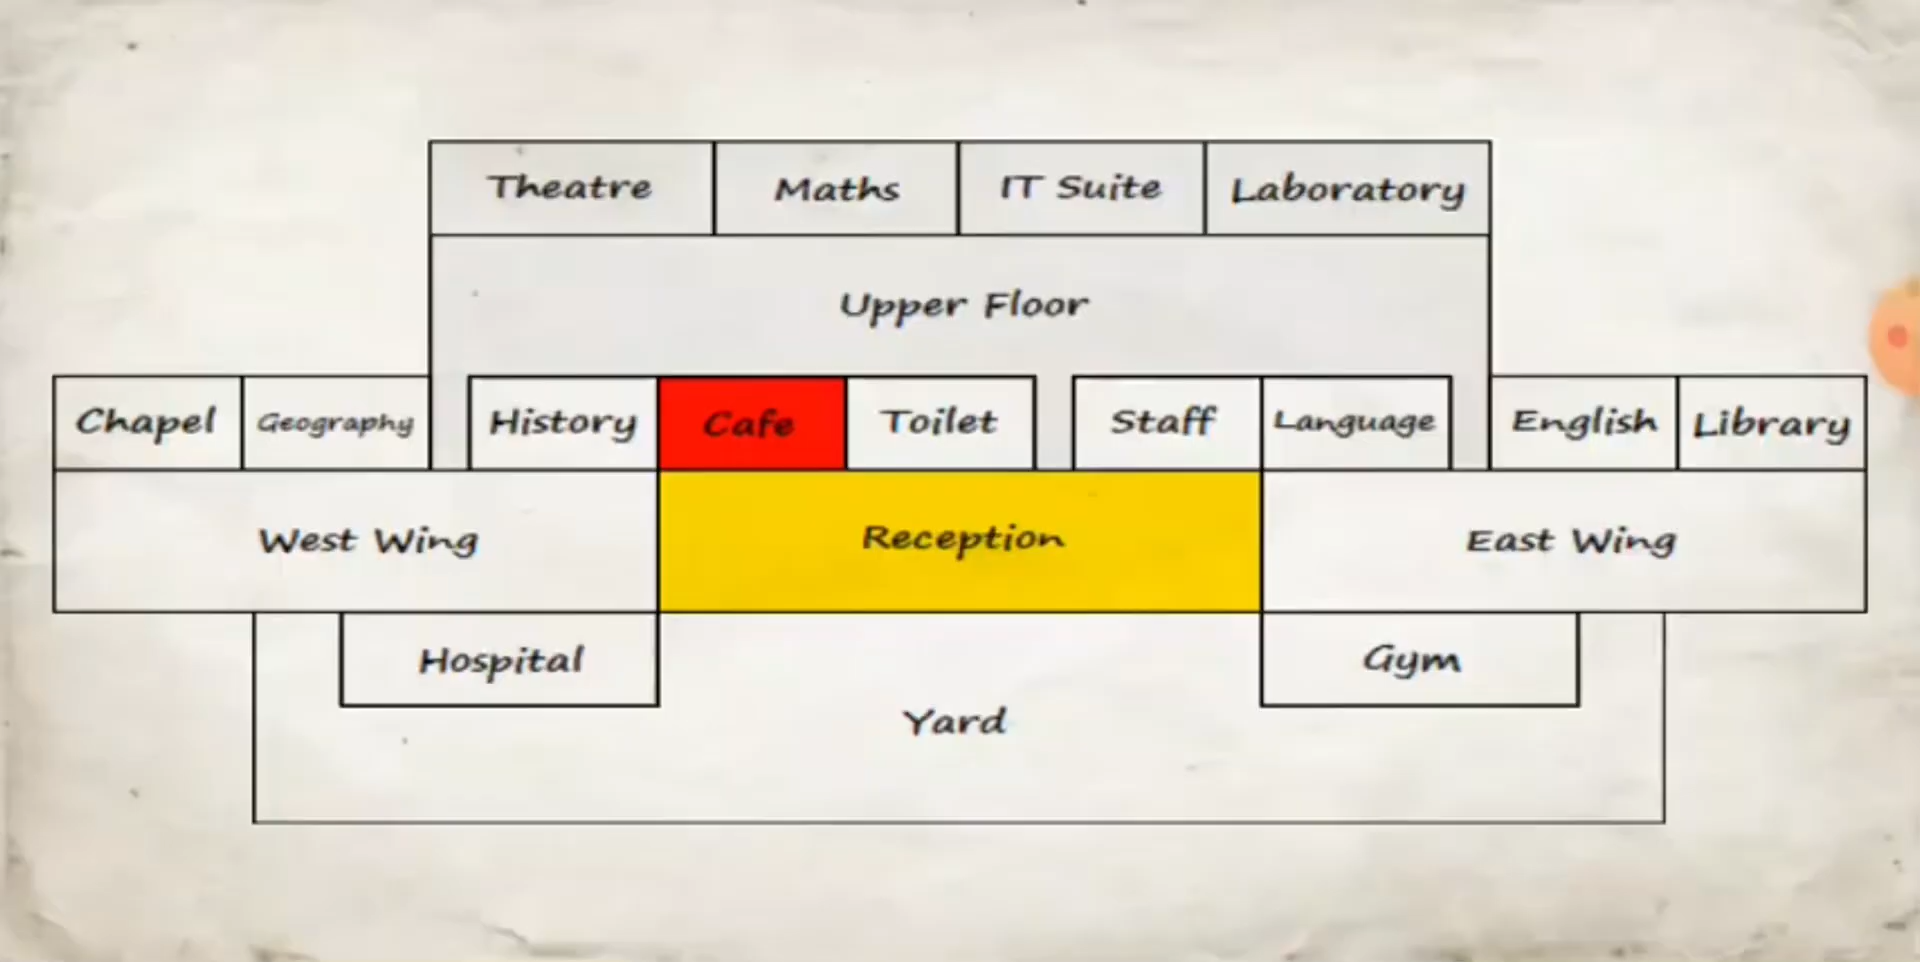 Theatre Maths IT Suite Laboratory
Upper Floor
Chapel Geography History Cafe Toilet Staff Language English Library
West Wing Reception East Wing
Hospital Gym
Yard